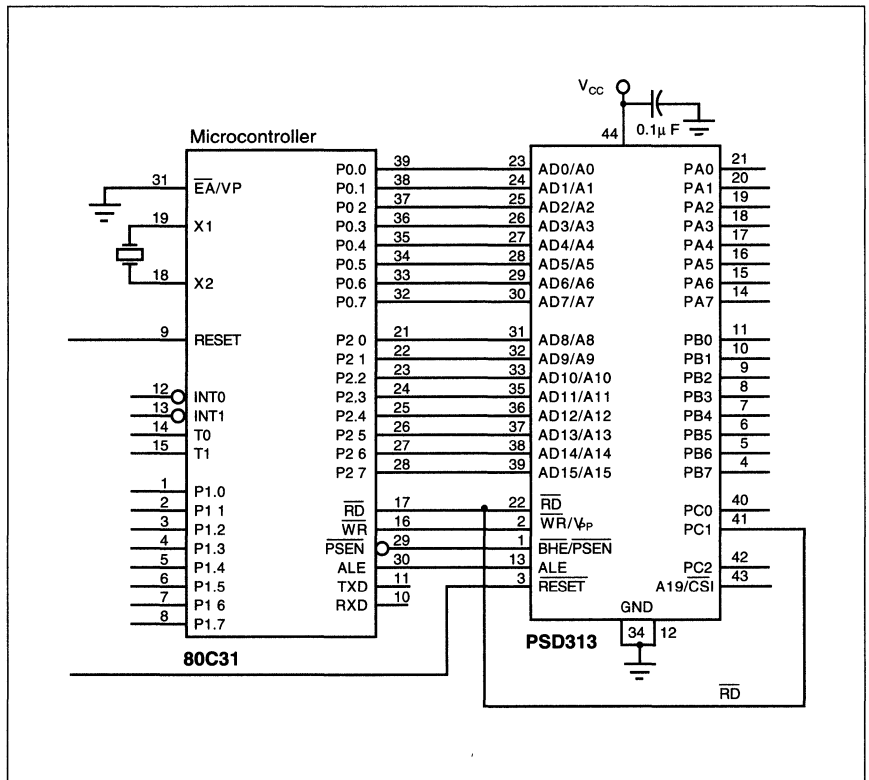 VCC
0.1µ F
44
Microcontroller
31 EA/VP
19 X1
18 X2
9 RESET
12 INT0
13 INT1
14 T0
15 T1
1 P1.0
2 P1 1
3 P1.2
4 P1.3
5 P1.4
6 P1.5
7 P1 6
8 P1.7
P0.0 39
P0.1 38
P0 2 37
P0.3 36
P0.4 35
P0.5 34
P0.6 33
P0.7 32
P2 0 21
P2 1 22
P2.2 23
P2.3 24
P2.4 25
P2 5 26
P2 6 27
P2 7 28
RD 17
WR 16
PSEN 29
ALE 30
TXD 11
RXD 10
80C31
23 AD0/A0
24 AD1/A1
25 AD2/A2
26 AD3/A3
27 AD4/A4
28 AD5/A5
29 AD6/A6
30 AD7/A7
31 AD8/A8
32 AD9/A9
33 AD10/A10
35 AD11/A11
36 AD12/A12
37 AD13/A13
38 AD14/A14
39 AD15/A15
22 RD
2 WR/VPP
1 BHE/PSEN
13 ALE
3 RESET
PA0 21
PA1 20
PA2 19
PA3 18
PA4 17
PA5 16
PA6 15
PA7 14
PB0 11
PB1 10
PB2 9
PB3 8
PB4 7
PB5 6
PB6 5
PB7 4
PC0 40
PC1 41
PC2 42
A19/CSI 43
GND
34 12
PSD313
RD